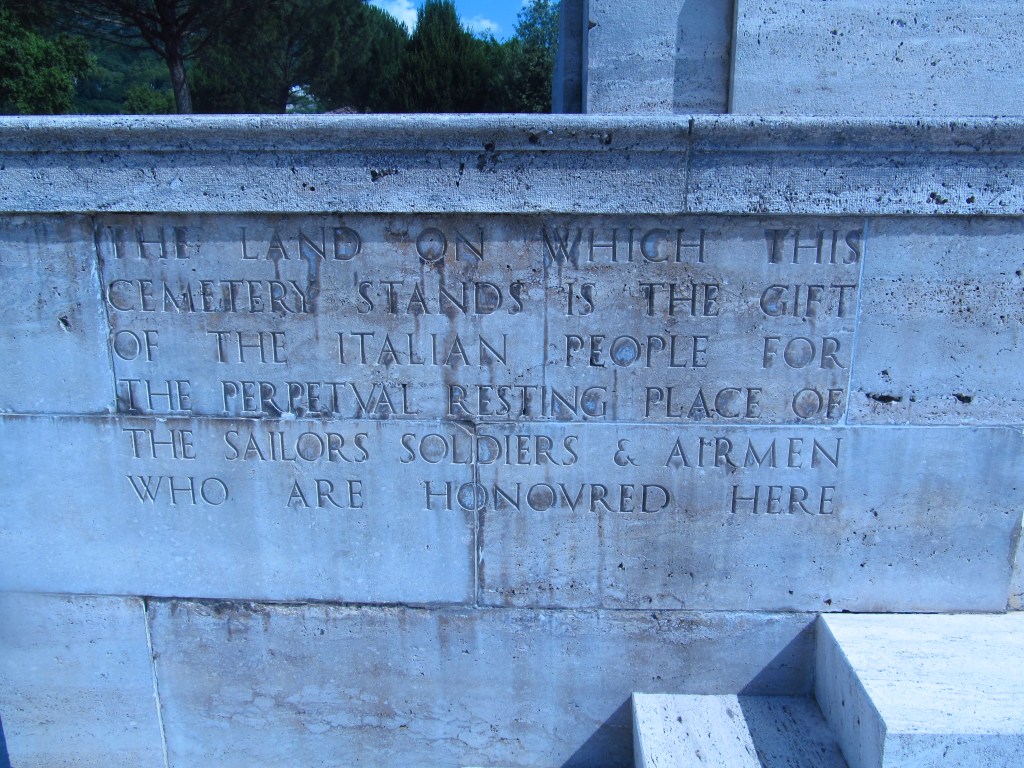 THE LAND ON WHICH THIS
CEMETERY STANDS IS THE GIFT
OF THE ITALIAN PEOPLE FOR
THE PERPETVAL RESTING PLACE OF
THE SAILORS SOLDIERS & AIRMEN
WHO ARE HONOVRED HERE